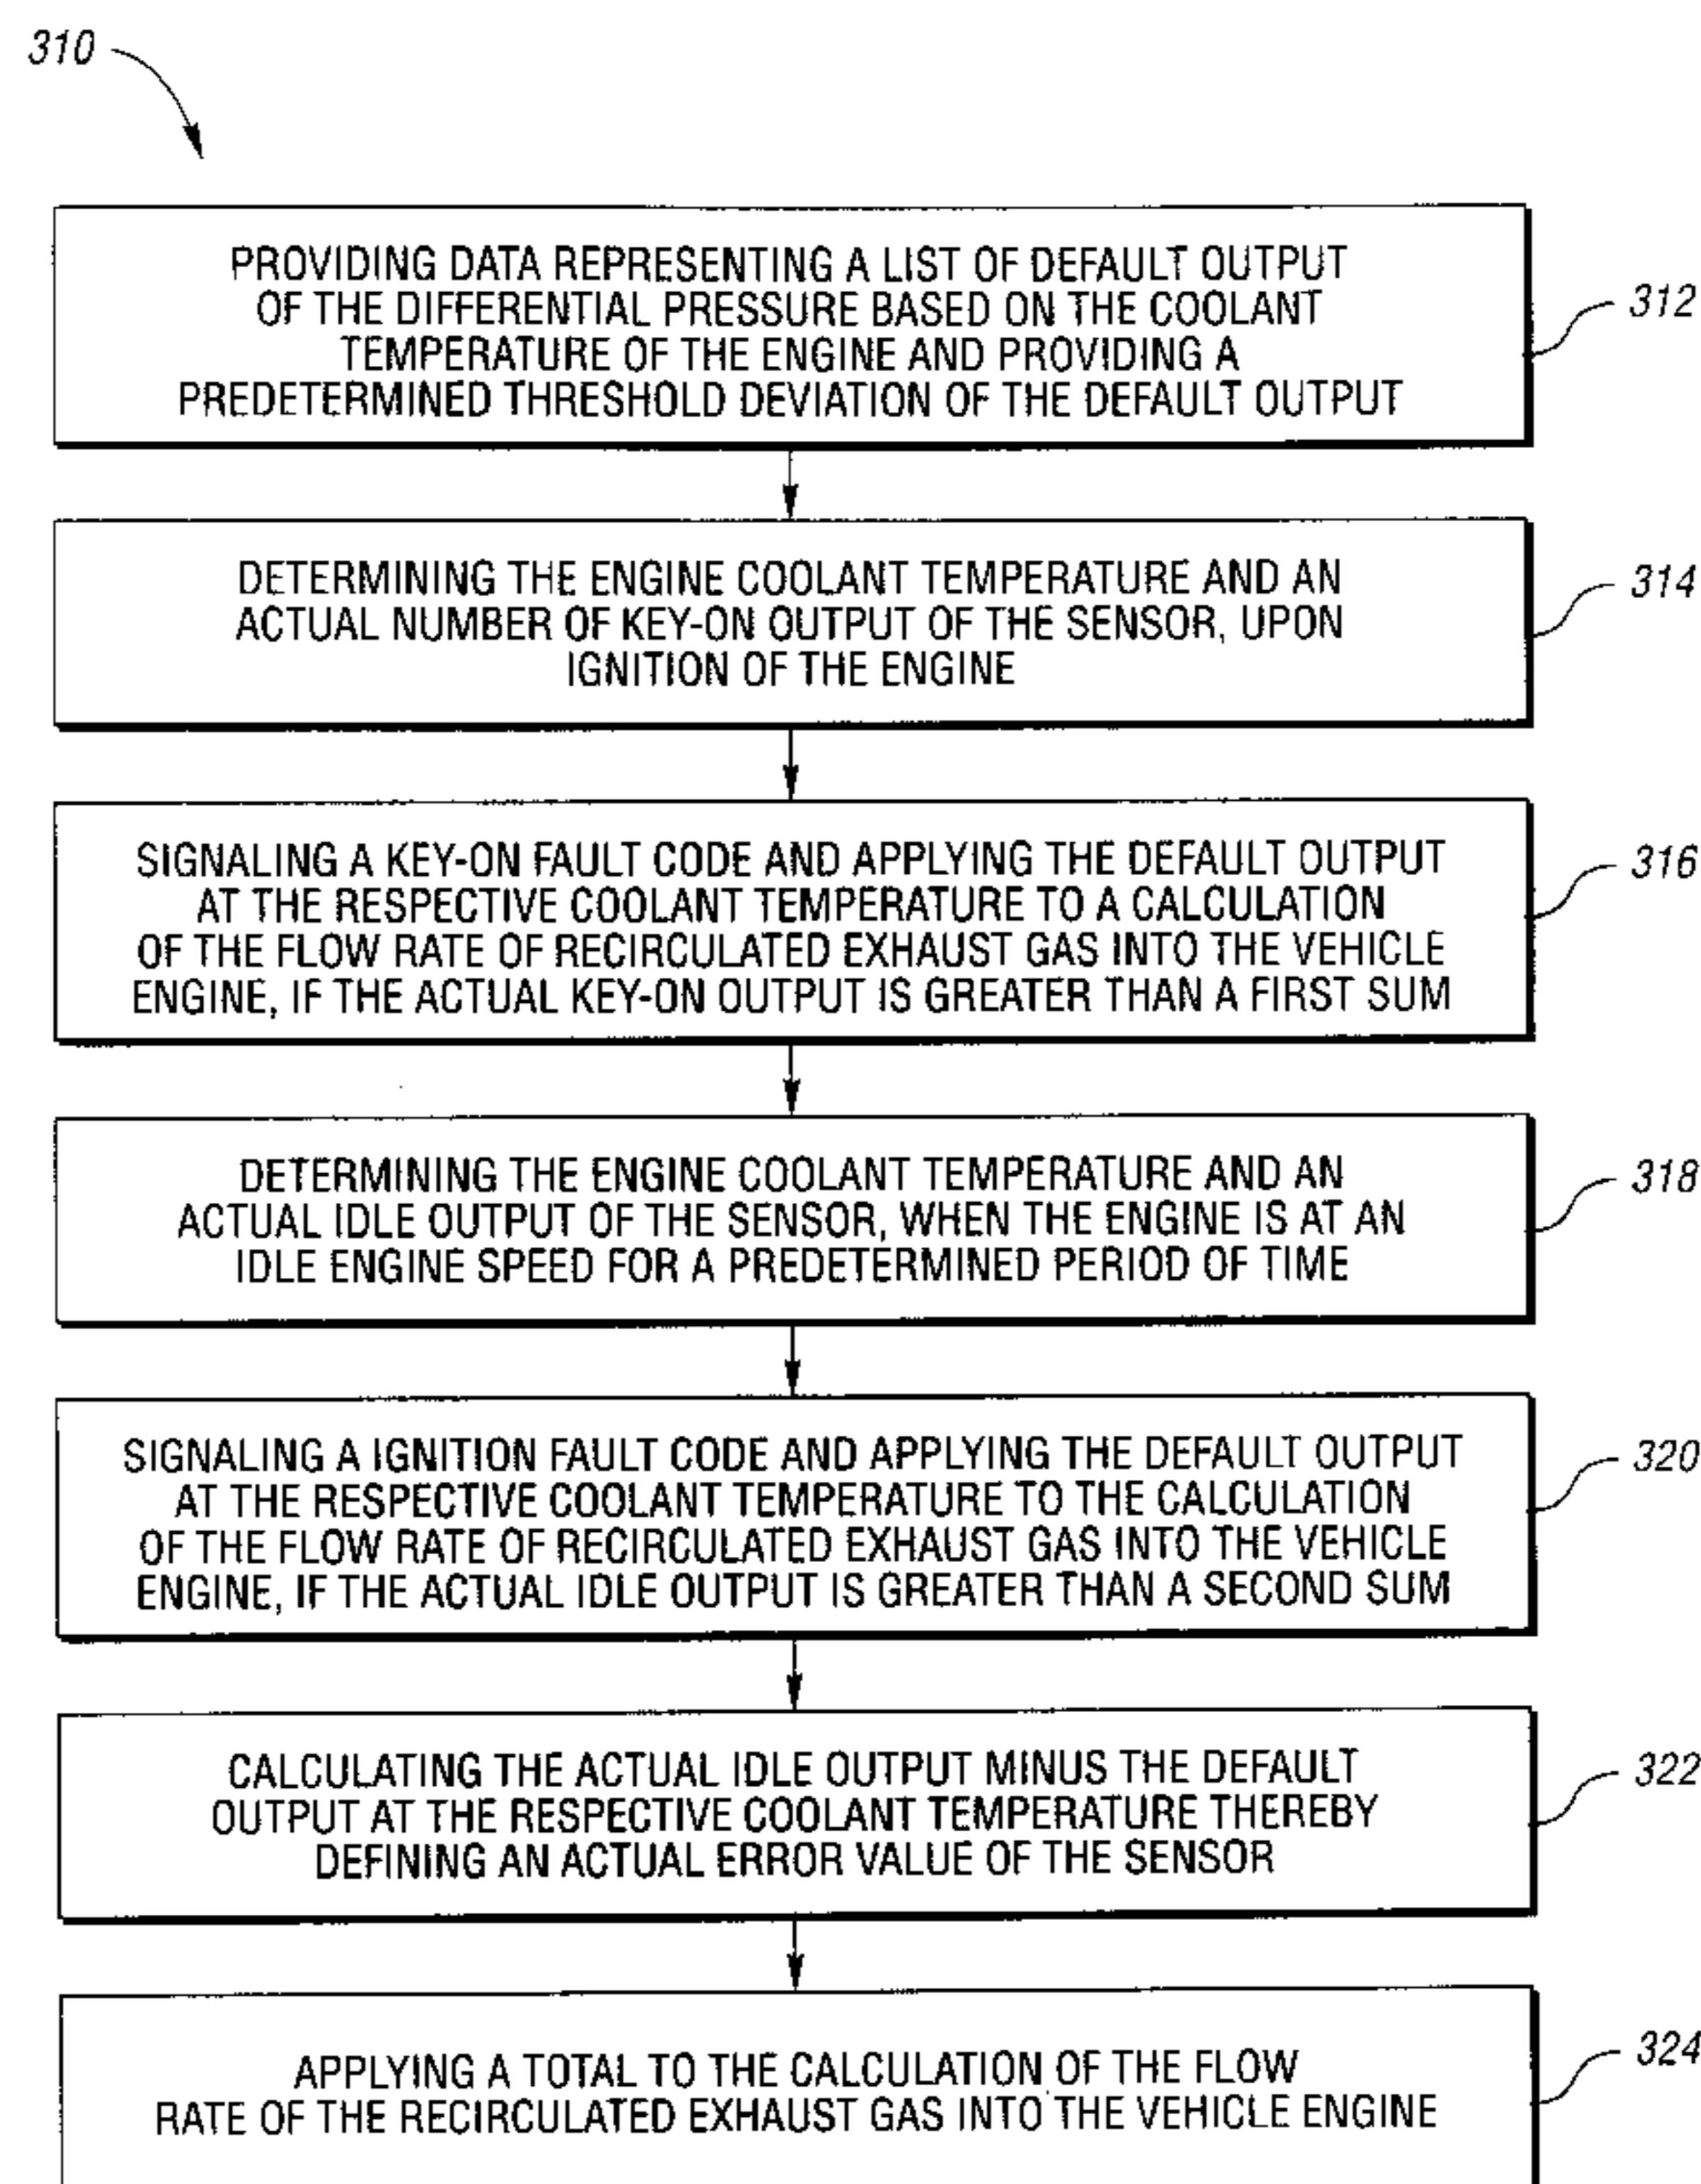 310
PROVIDING DATA REPRESENTING A LIST OF DEFAULT OUTPUT
OF THE DIFFERENTIAL PRESSURE BASED ON THE COOLANT
TEMPERATURE OF THE ENGINE AND PROVIDING A
PREDETERMINED THRESHOLD DEVIATION OF THE DEFAULT OUTPUT
312
DETERMINING THE ENGINE COOLANT TEMPERATURE AND AN
ACTUAL NUMBER OF KEY-ON OUTPUT OF THE SENSOR, UPON
IGNITION OF THE ENGINE
314
SIGNALING A KEY-ON FAULT CODE AND APPLYING THE DEFAULT OUTPUT
AT THE RESPECTIVE COOLANT TEMPERATURE TO A CALCULATION
OF THE FLOW RATE OF RECIRCULATED EXHAUST GAS INTO THE VEHICLE
ENGINE, IF THE ACTUAL KEY-ON OUTPUT IS GREATER THAN A FIRST SUM
316
DETERMINING THE ENGINE COOLANT TEMPERATURE AND AN
ACTUAL IDLE OUTPUT OF THE SENSOR, WHEN THE ENGINE IS AT AN
IDLE ENGINE SPEED FOR A PREDETERMINED PERIOD OF TIME
318
SIGNALING A IGNITION FAULT CODE AND APPLYING THE DEFAULT OUTPUT
AT THE RESPECTIVE COOLANT TEMPERATURE TO THE CALCULATION
OF THE FLOW RATE OF RECIRCULATED EXHAUST GAS INTO THE VEHICLE
ENGINE, IF THE ACTUAL IDLE OUTPUT IS GREATER THAN A SECOND SUM
320
CALCULATING THE ACTUAL IDLE OUTPUT MINUS THE DEFAULT
OUTPUT AT THE RESPECTIVE COOLANT TEMPERATURE THEREBY
DEFINING AN ACTUAL ERROR VALUE OF THE SENSOR
322
APPLYING A TOTAL TO THE CALCULATION OF THE FLOW
RATE OF THE RECIRCULATED EXHAUST GAS INTO THE VEHICLE ENGINE
324